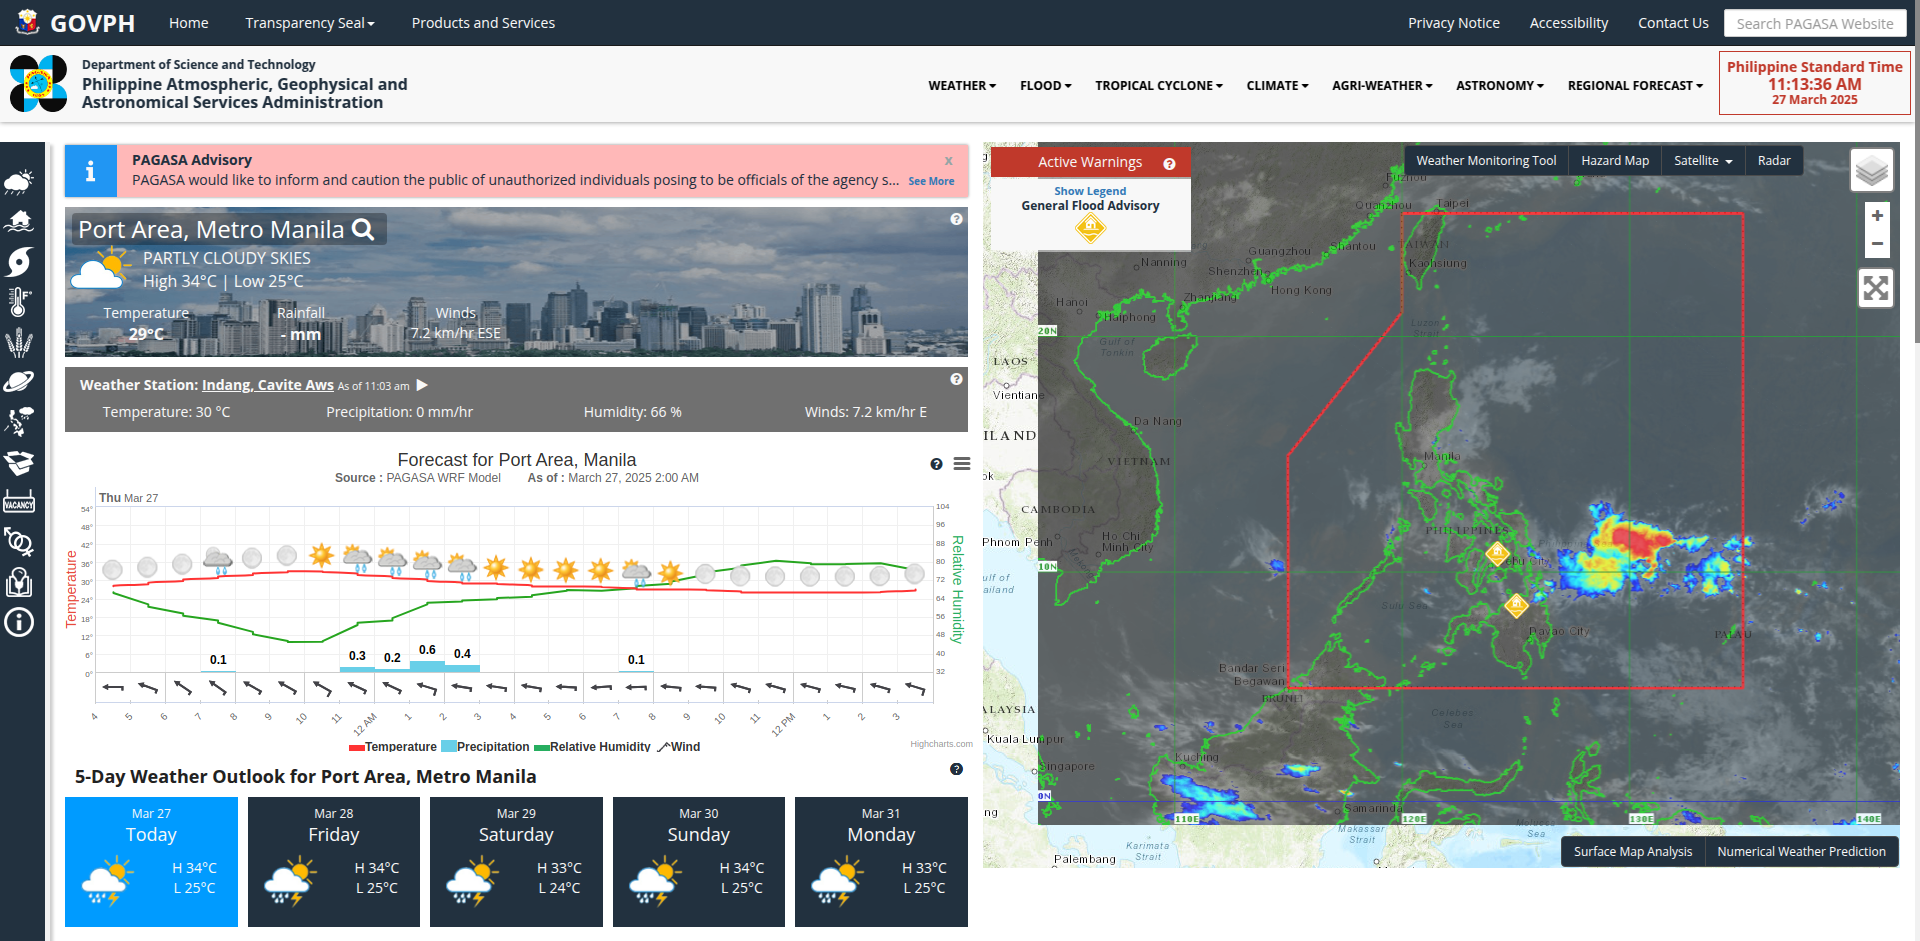 GOVPH
Home
Transparency Seal
Products and Services
Privacy Notice
Accessibility
Contact Us
Search PAGASA Website
Department of Science and Technology
Philippine Atmospheric, Geophysical and
Astronomical Services Administration
WEATHER
FLOOD
TROPICAL CYCLONE
CLIMATE
AGRI-WEATHER
ASTRONOMY
REGIONAL FORECAST
Philippine Standard Time
11:13:36 AM
27 March 2025
VACANCY
PAGASA Advisory
x
PAGASA would like to inform and caution the public of unauthorized individuals posing to be officials of the agency s... See More
Port Area, Metro Manila
PARTLY CLOUDY SKIES
High 34°C | Low 25°C
Temperature
Rainfall
Winds
29°C
- mm
7.2 km/hr ESE
Weather Station: Indang, Cavite Aws As of 11:03 am
Temperature: 30 °C
Precipitation: 0 mm/hr
Humidity: 66 %
Winds: 7.2 km/hr E
Forecast for Port Area, Manila
Source : PAGASA WRF Model As of : March 27, 2025 2:00 AM
Thu Mar 27
54°
48°
42°
36°
30°
24°
18°
12°
6°
0°
Temperature
104
96
88
80
72
64
56
48
40
32
Relative Humidity
0.1
0.3
0.2
0.6
0.4
0.1
4
5
6
7
8
9
10
11
12 AM
1
2
3
4
5
6
7
8
9
10
11
12 PM
1
2
3
Temperature
Precipitation
Relative Humidity
Wind
Highcharts.com
5-Day Weather Outlook for Port Area, Metro Manila
Mar 27
Today
H 34°C
L 25°C
Mar 28
Friday
H 34°C
L 25°C
Mar 29
Saturday
H 33°C
L 24°C
Mar 30
Sunday
H 34°C
L 25°C
Mar 31
Monday
H 33°C
L 25°C
Active Warnings
Show Legend
General Flood Advisory
Weather Monitoring Tool
Hazard Map
Satellite
Radar
+
−
Fuzhou
Quanzhou
Taipei
TAIWAN
Kaohsiung
Shantou
Guangzhou
Shenzhen
Hong Kong
Nanning
Zhanjiang
Hanoi
Haiphong
Gulf of
Tonkin
Luzon
Strait
20N
LAOS
Vientiane
Da Nang
ILAND
VIETNAM
Manila
CAMBODIA
Phnom Penh
Ho Chi
Minh City
PHILIPPINES
10N
ulf of
ailand
Sulu Sea
Davao City
PALAU
Bandar Seri
Begawan
BRUNEI
ALAYSIA
Kuala Lumpur
Celebes
Sea
Kuching
Singapore
0N
Samarinda
110E
120E
130E
140E
Makassar
Strait
Molucca
Sea
Karimata
Strait
Palembang
Surface Map Analysis
Numerical Weather Prediction